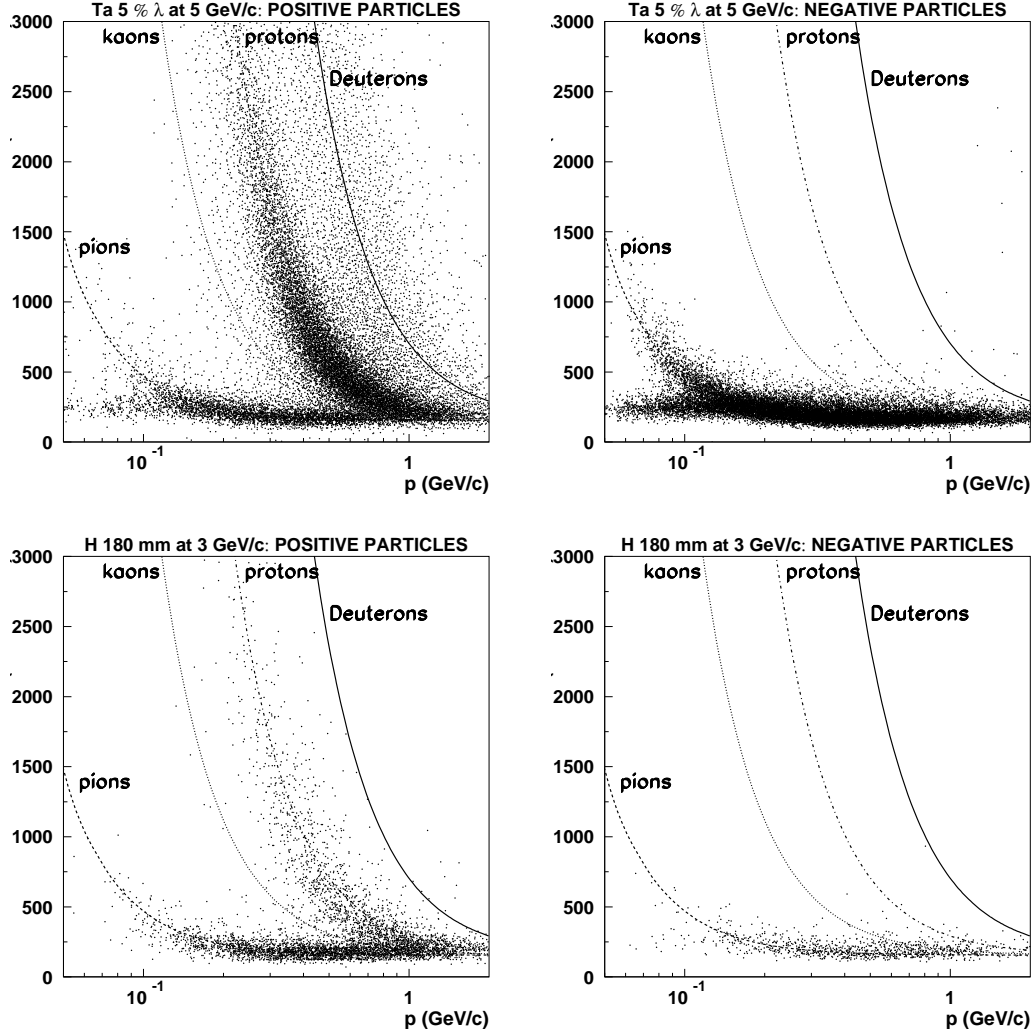 Ta 5 % λ at 5 GeV/c: POSITIVE PARTICLES
3000
2500
2000
1500
1000
500
0
kaons
protons
Deuterons
pions
10⁻¹
1
p (GeV/c)
Ta 5 % λ at 5 GeV/c: NEGATIVE PARTICLES
3000
2500
2000
1500
1000
500
0
kaons
protons
Deuterons
pions
10⁻¹
1
p (GeV/c)
H 180 mm at 3 GeV/c: POSITIVE PARTICLES
3000
2500
2000
1500
1000
500
0
kaons
protons
Deuterons
pions
10⁻¹
1
p (GeV/c)
H 180 mm at 3 GeV/c: NEGATIVE PARTICLES
3000
2500
2000
1500
1000
500
0
kaons
protons
Deuterons
pions
10⁻¹
1
p (GeV/c)